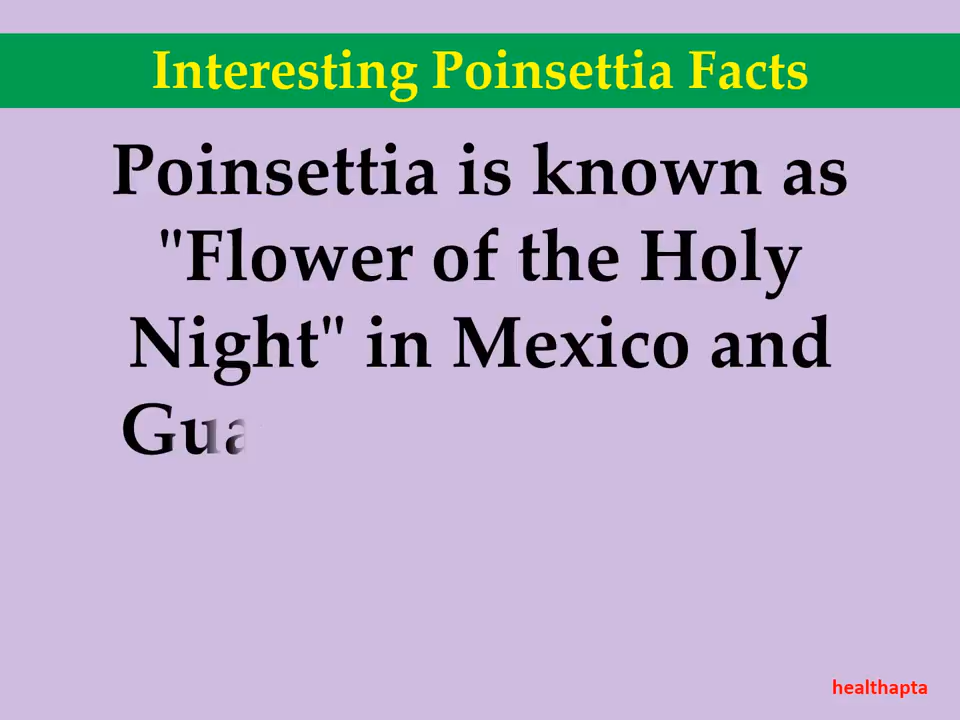 Interesting Poinsettia Facts
Poinsettia is known as
"Flower of the Holy
Night" in Mexico and
healthapta